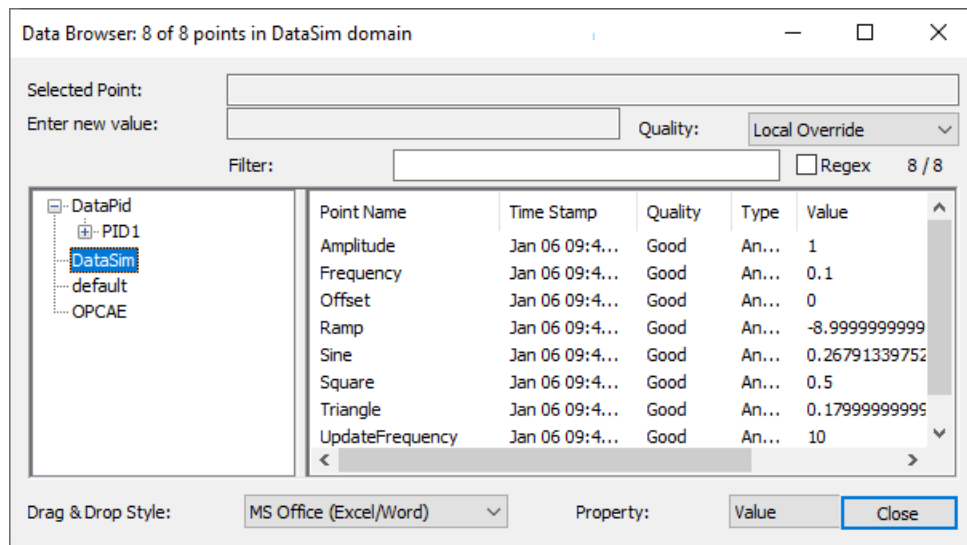 Data Browser: 8 of 8 points in DataSim domain
Selected Point:
Enter new value:
Quality: Local Override
Filter: Regex 8 / 8
DataPid
PID1
DataSim
default
OPCAE
Point Name Time Stamp Quality Type Value
Amplitude Jan 06 09:4... Good An... 1
Frequency Jan 06 09:4... Good An... 0.1
Offset Jan 06 09:4... Good An... 0
Ramp Jan 06 09:4... Good An... -8.9999999999
Sine Jan 06 09:4... Good An... 0.26791339752
Square Jan 06 09:4... Good An... 0.5
Triangle Jan 06 09:4... Good An... 0.17999999999
UpdateFrequency Jan 06 09:4... Good An... 10
Drag & Drop Style: MS Office (Excel/Word) Property: Value Close